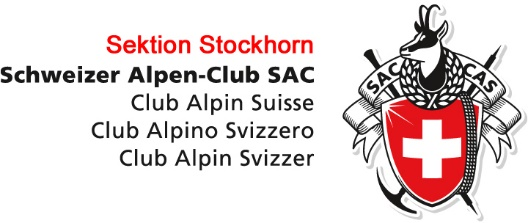 Sektion Stockhorn
Schweizer Alpen-Club SAC
Club Alpin Suisse
Club Alpino Svizzero
Club Alpin Svizzer
SAC CAS